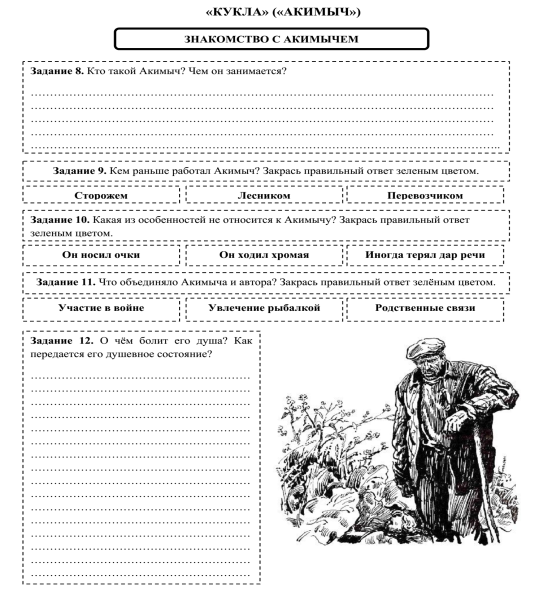 «КУКЛА» («АКИМЫЧ»)
ЗНАКОМСТВО С АКИМЫЧЕМ
Задание 8. Кто такой Акимыч? Чем он занимается?
Задание 9. Кем раньше работал Акимыч? Закрась правильный ответ зеленым цветом.
Сторожем
Лесником
Перевозчиком
Задание 10. Какая из особенностей не относится к Акимычу? Закрась правильный ответ
зеленым цветом.
Он носил очки
Он ходил хромая
Иногда терял дар речи
Задание 11. Что объединяло Акимыча и автора? Закрась правильный ответ зелёным цветом.
Участие в войне
Увлечение рыбалкой
Родственные связи
Задание 12. О чём болит его душа? Как
передается его душевное состояние?